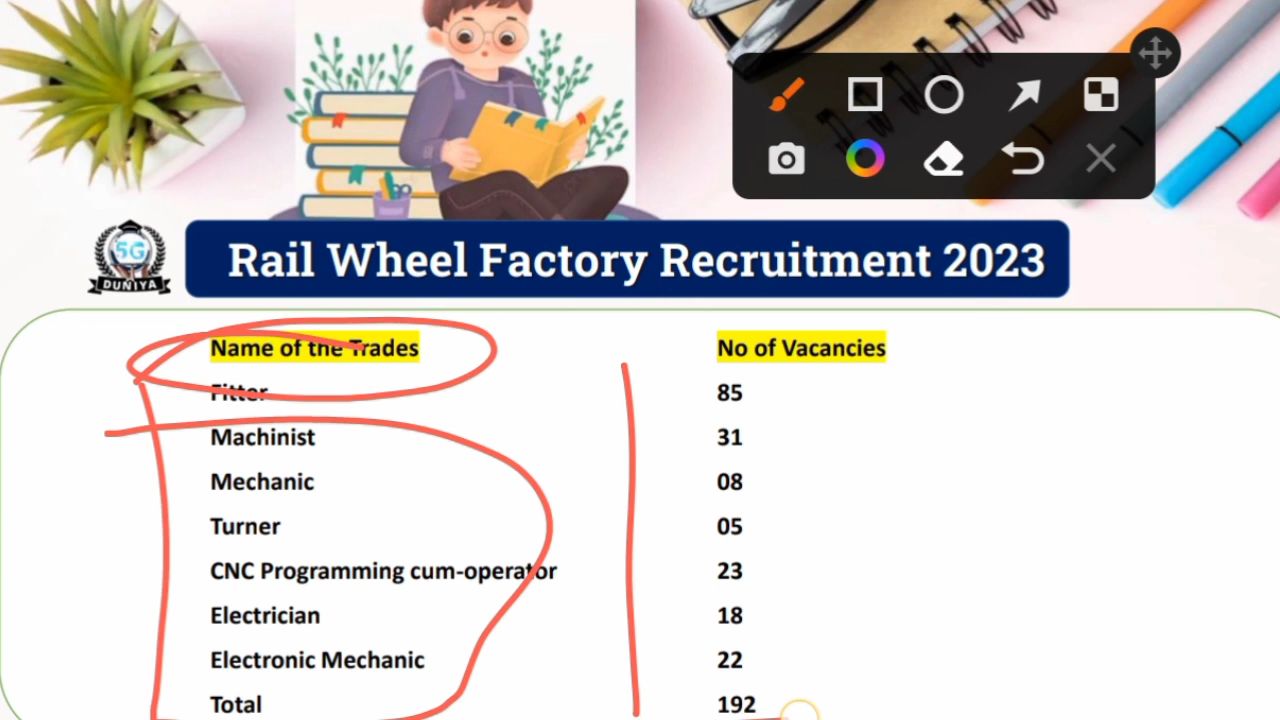 5G
DUNIYA
Rail Wheel Factory Recruitment 2023
Name of the Trades No of Vacancies
Fitter 85
Machinist 31
Mechanic 08
Turner 05
CNC Programming cum-operator 23
Electrician 18
Electronic Mechanic 22
Total 192